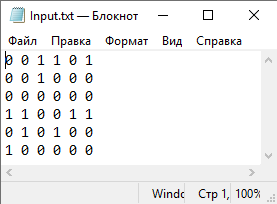 Input.txt — Блокнот
Файл Правка Формат Вид Справка
0 0 1 1 0 1
0 0 1 0 0 0
0 0 0 0 0 0
1 1 0 0 1 1
0 1 0 1 0 0
1 0 0 0 0 0
Windo Стр 1, 100%